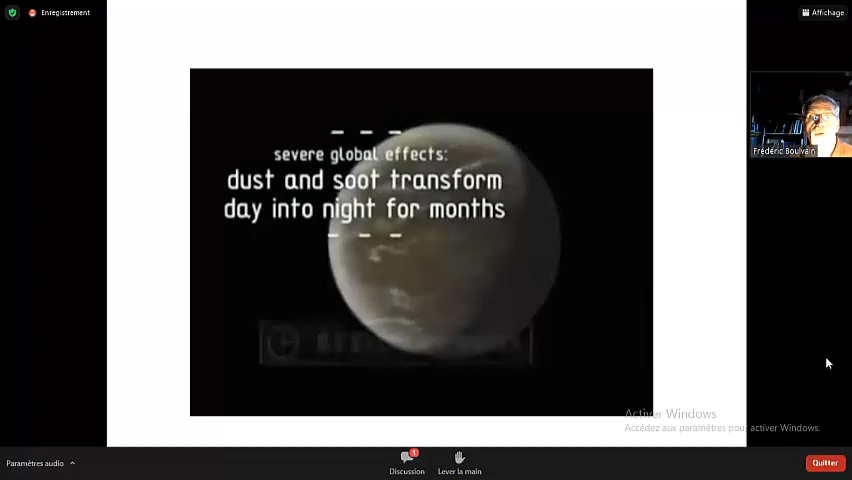 Enregistrement
Affichage
severe global effects:
dust and soot transform
day into night for months
Frédéric Boulvain
Activer Windows
Accédez aux paramètres pour activer Windows.
Paramètres audio
1
Discussion
Lever la main
Quitter